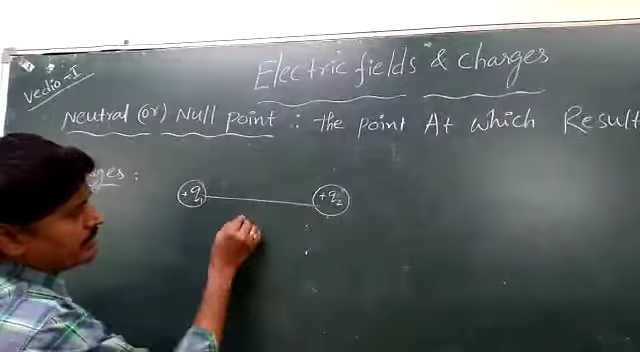 Electric fields & charges
Vedio-I
Neutral (or) Null point : The point At which Result
ges :
+q1 +q2